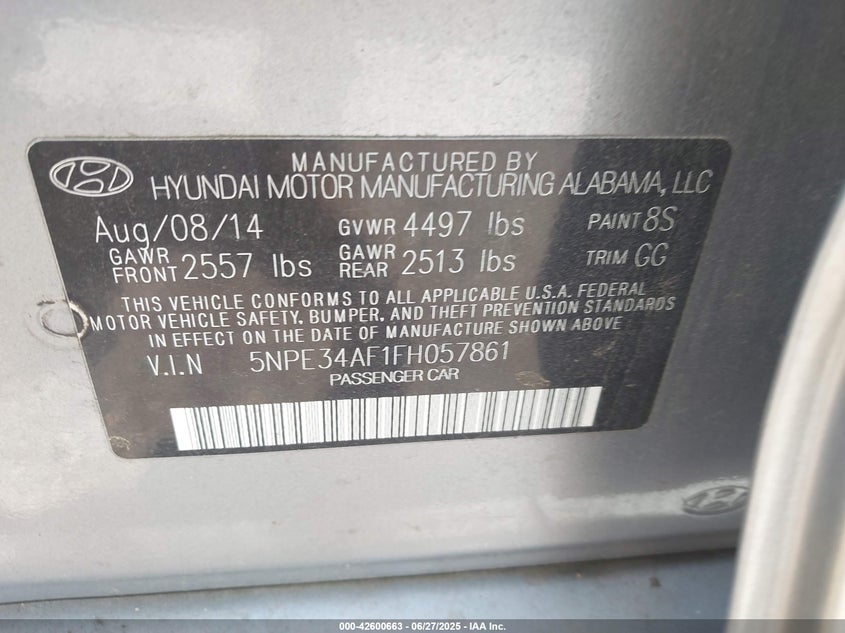 MANUFACTURED BY
HYUNDAI MOTOR MANUFACTURING ALABAMA, LLC
Aug/08/14 GVWR 4497 lbs PAINT 8S
GAWR FRONT 2557 lbs GAWR REAR 2513 lbs TRIM GG
THIS VEHICLE CONFORMS TO ALL APPLICABLE U.S.A. FEDERAL
MOTOR VEHICLE SAFETY, BUMPER, AND THEFT PREVENTION STANDARDS
IN EFFECT ON THE DATE OF MANUFACTURE SHOWN ABOVE
V.I.N 5NPE34AF1FH057861
PASSENGER CAR
000-42600663 - 06/27/2025 - IAA Inc.